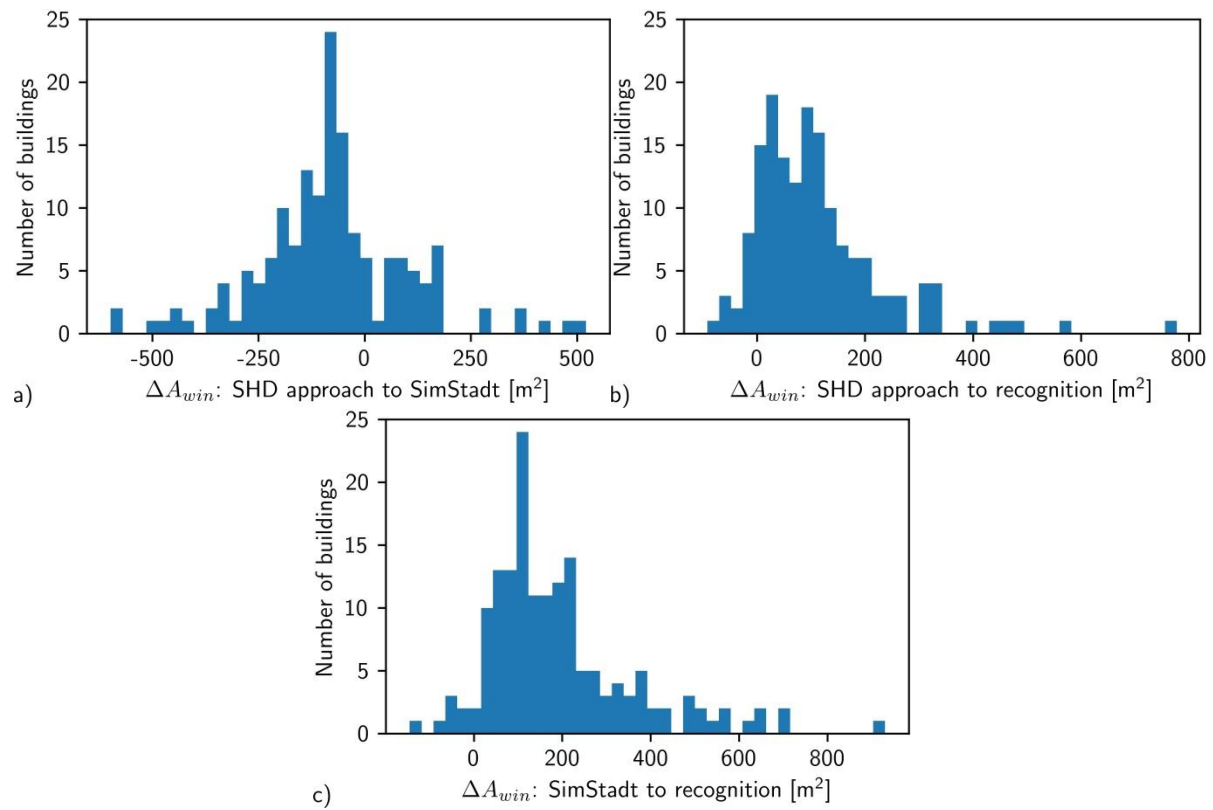 25
20
15
10
5
0
Number of buildings
-500 -250 0 250 500
a) ΔA_win: SHD approach to SimStadt [m²]
25
20
15
10
5
0
Number of buildings
0 200 400 600 800
b) ΔA_win: SHD approach to recognition [m²]
25
20
15
10
5
0
Number of buildings
0 200 400 600 800
c) ΔA_win: SimStadt to recognition [m²]